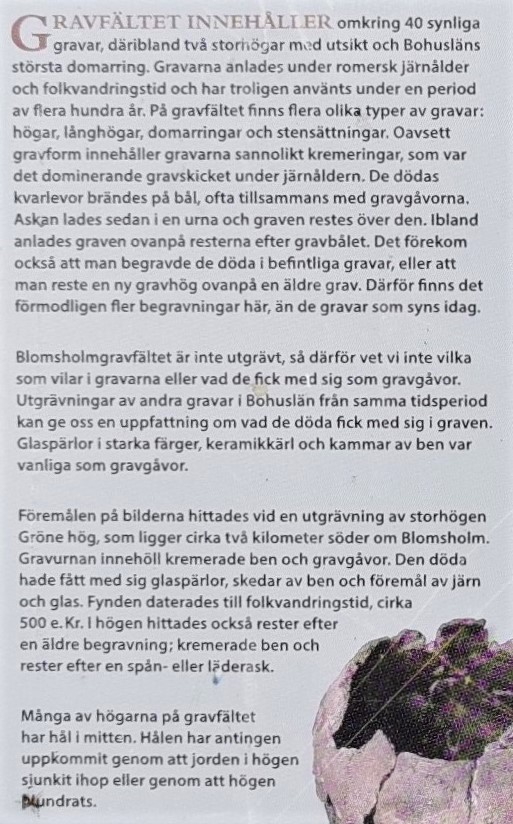 GRAVFÄLTET INNEHÅLLER omkring 40 synliga
gravar, däribland två storhögar med utsikt och Bohusläns
största domarring. Gravarna anlades under romersk järnålder
och folkvandringstid och har troligen använts under en period
av flera hundra år. På gravfältet finns flera olika typer av gravar:
högar, långhögar, domarringar och stensättningar. Oavsett
gravform innehåller gravarna sannolikt kremeringar, som var
det dominerande gravskicket under järnåldern. De dödas
kvarlevor brändes på bål, ofta tillsammans med gravgåvorna.
Askan lades sedan i en urna och graven restes över den. Ibland
anlades graven ovanpå resterna efter gravbålet. Det förekom
också att man begravde de döda i befintliga gravar, eller att
man reste en ny gravhög ovanpå en äldre grav. Därför finns det
förmodligen fler begravningar här, än de gravar som syns idag.
Blomsholmgravfältet är inte utgrävt, så därför vet vi inte vilka
som vilar i gravarna eller vad de fick med sig som gravgåvor.
Utgrävningar av andra gravar i Bohuslän från samma tidsperiod
kan ge oss en uppfattning om vad de döda fick med sig i graven.
Glaspärlor i starka färger, keramikkärl och kammar av ben var
vanliga som gravgåvor.
Föremålen på bilderna hittades vid en utgrävning av storhögen
Gröne hög, som ligger cirka två kilometer söder om Blomsholm.
Gravurnan innehöll kremerade ben och gravgåvor. Den döda
hade fått med sig glaspärlor, skedar av ben och föremål av järn
och glas. Fynden daterades till folkvandringstid, cirka
500 e. Kr. I högen hittades också rester efter
en äldre begravning; kremerade ben och
rester efter en spån- eller läderask.
Många av högarna på gravfältet
har hål i mitten. Hålen har antingen
uppkommit genom att jorden i högen
sjunkit ihop eller genom att högen
plundrats.